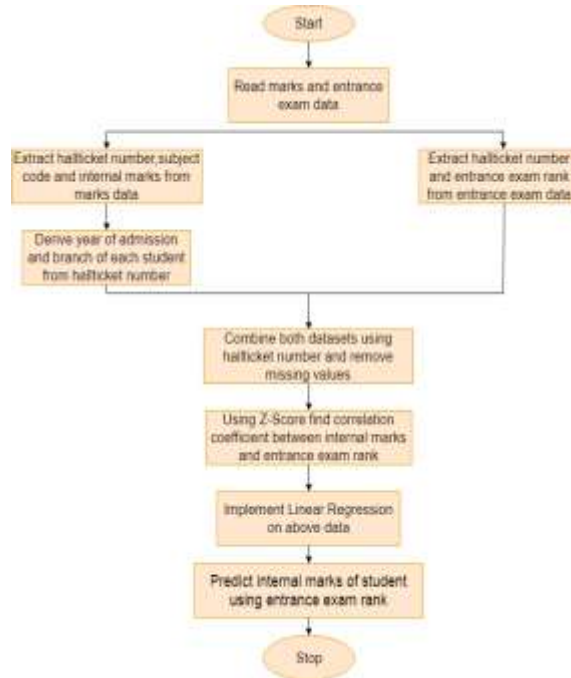 Start
Read marks and entrance
exam data
Extract hallticket number,subject
code and internal marks from
marks data
Extract hallticket number
and entrance exam rank
from entrance exam data
Derive year of admission
and branch of each student
from hallticket number
Combine both datasets using
hallticket number and remove
missing values
Using Z-Score find correlation
coefficient between internal marks
and entrance exam rank
Implement Linear Regression
on above data
Predict internal marks of student
using entrance exam rank
Stop